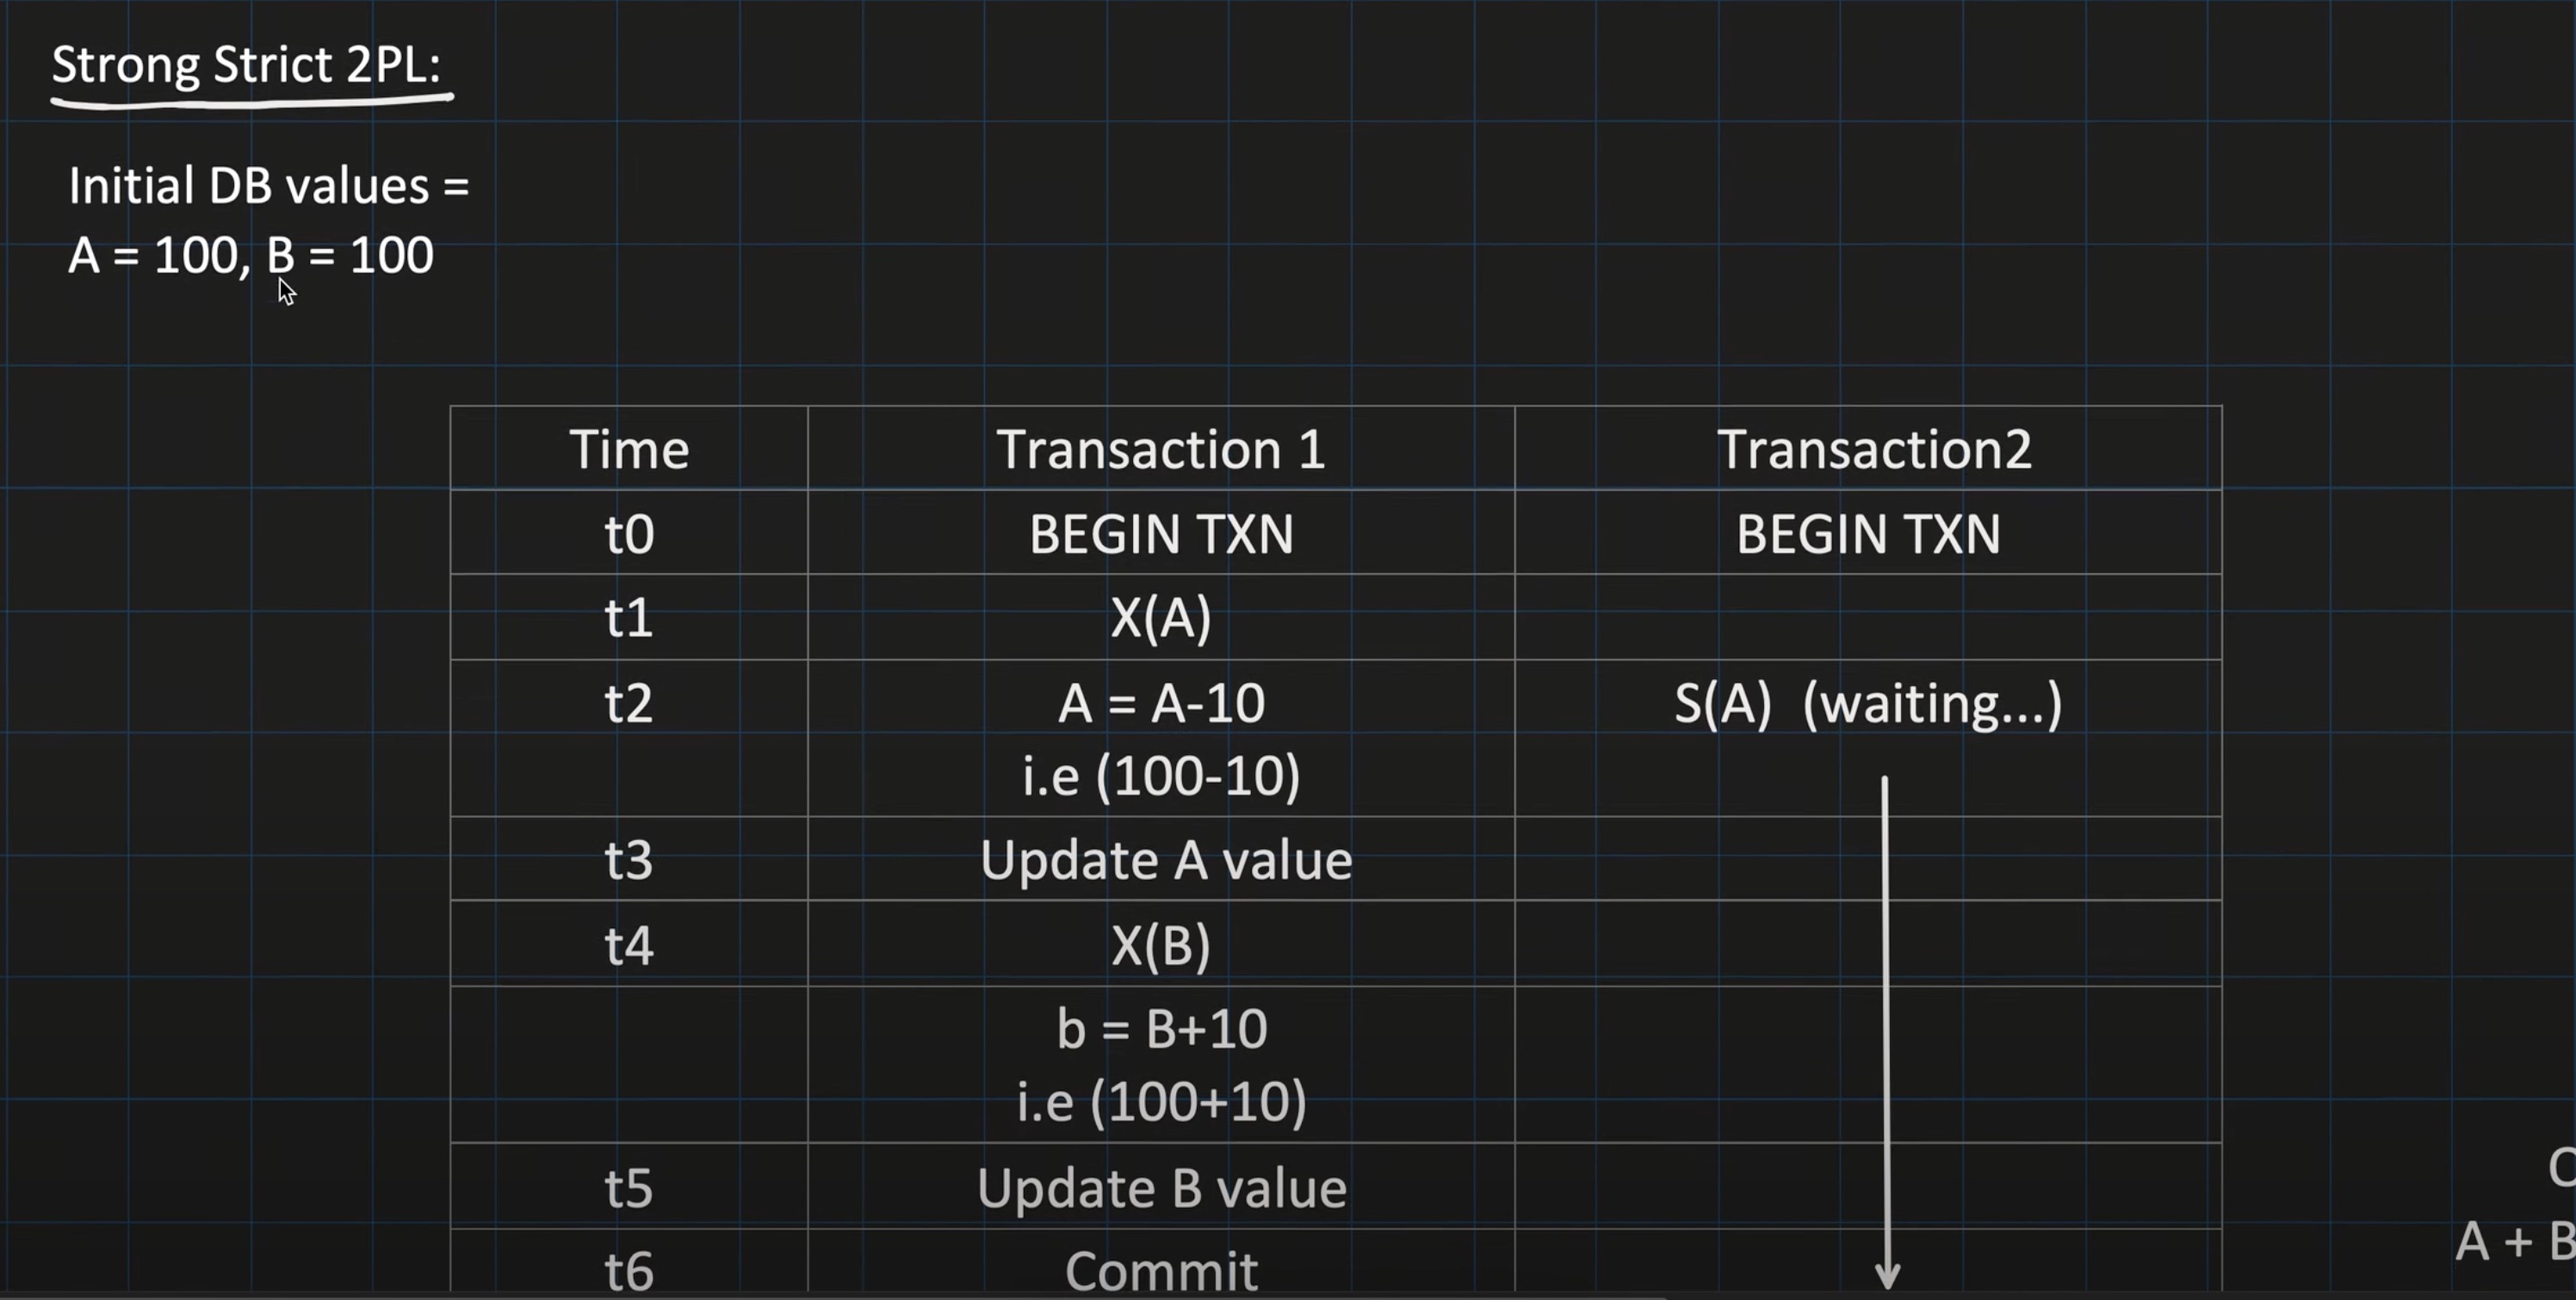 Strong Strict 2PL:
Initial DB values =
A = 100, B = 100
Time Transaction 1 Transaction2
t0 BEGIN TXN BEGIN TXN
t1 X(A)
t2 A = A-10 S(A) (waiting...)
i.e (100-10)
t3 Update A value
t4 X(B)
b = B+10
i.e (100+10)
t5 Update B value
t6 Commit
A + B